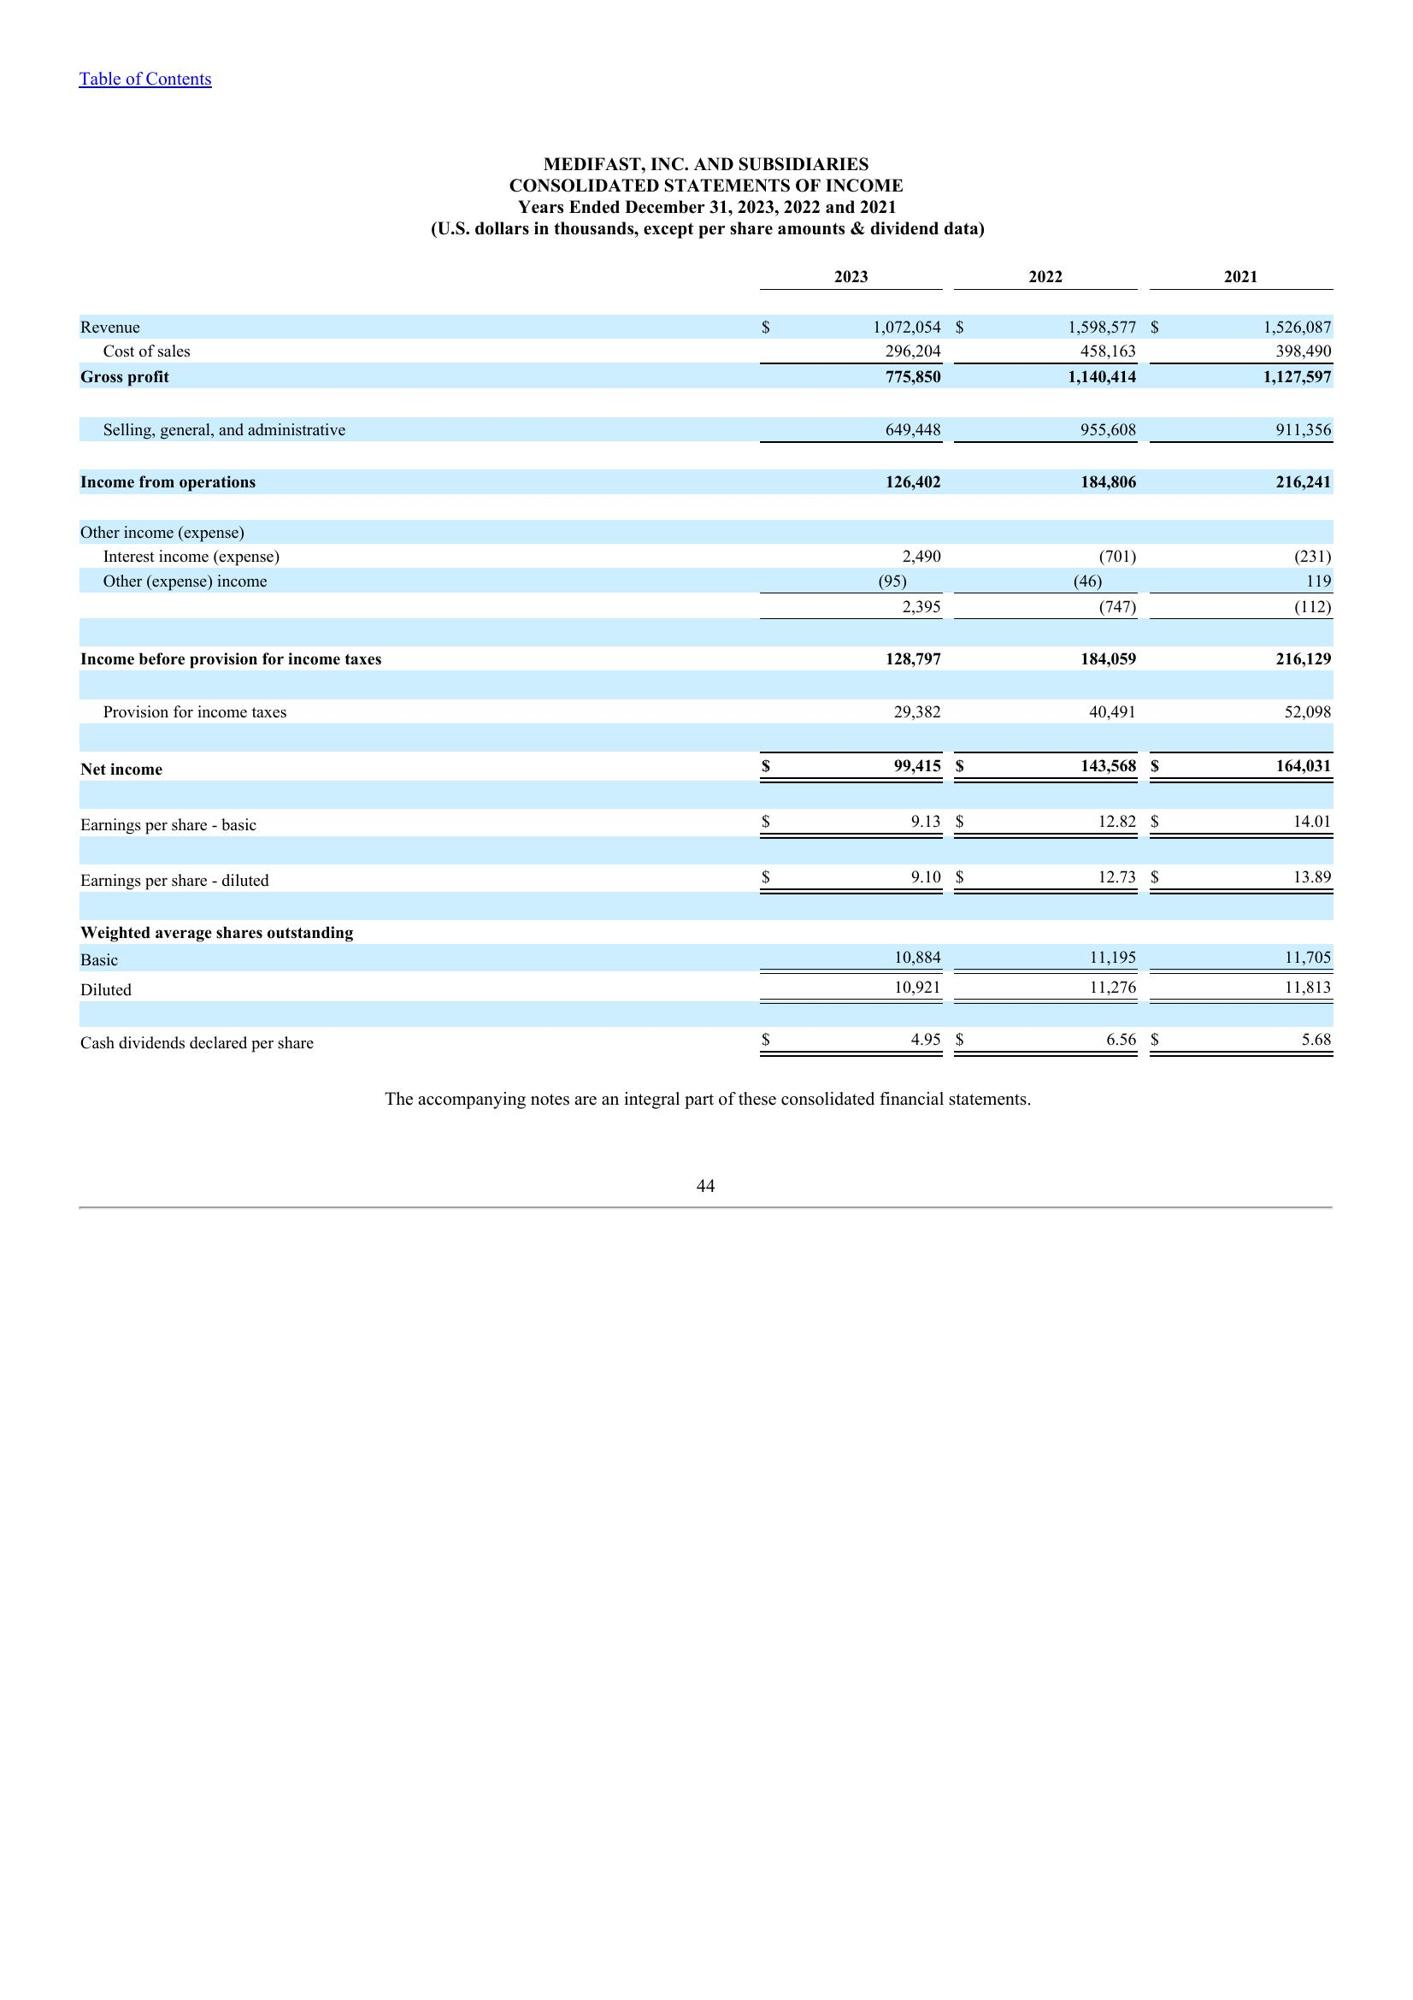 Table of Contents
MEDIFAST, INC. AND SUBSIDIARIES
CONSOLIDATED STATEMENTS OF INCOME
Years Ended December 31, 2023, 2022 and 2021
(U.S. dollars in thousands, except per share amounts & dividend data)
2023 2022 2021
Revenue $ 1,072,054 $ 1,598,577 $ 1,526,087
Cost of sales 296,204 458,163 398,490
Gross profit 775,850 1,140,414 1,127,597
Selling, general, and administrative 649,448 955,608 911,356
Income from operations 126,402 184,806 216,241
Other income (expense)
Interest income (expense) 2,490 (701) (231)
Other (expense) income (95) (46) 119
2,395 (747) (112)
Income before provision for income taxes 128,797 184,059 216,129
Provision for income taxes 29,382 40,491 52,098
Net income $ 99,415 $ 143,568 $ 164,031
Earnings per share - basic $ 9.13 $ 12.82 $ 14.01
Earnings per share - diluted $ 9.10 $ 12.73 $ 13.89
Weighted average shares outstanding
Basic 10,884 11,195 11,705
Diluted 10,921 11,276 11,813
Cash dividends declared per share $ 4.95 $ 6.56 $ 5.68
The accompanying notes are an integral part of these consolidated financial statements.
44